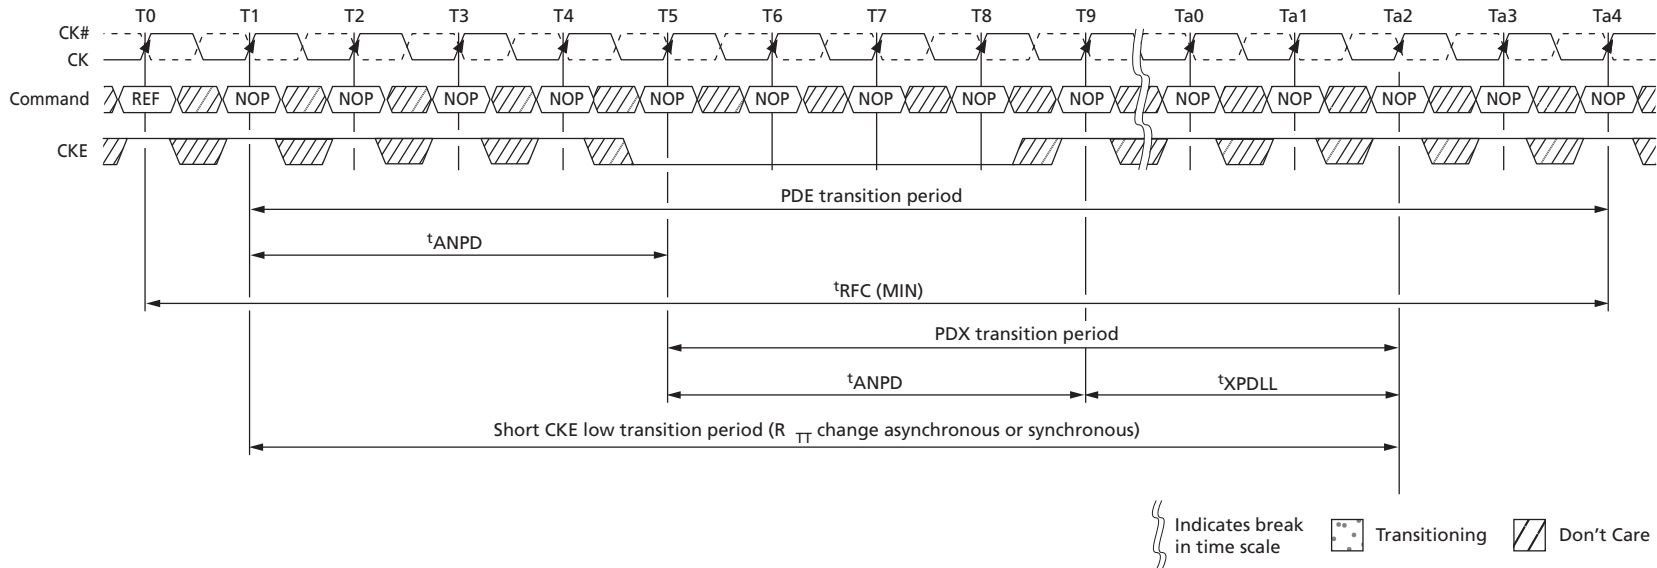 T0 T1 T2 T3 T4 T5 T6 T7 T8 T9 Ta0 Ta1 Ta2 Ta3 Ta4
CK#
CK
Command REF NOP NOP NOP NOP NOP NOP NOP NOP NOP NOP NOP NOP NOP NOP
CKE
PDE transition period
tANPD
tRFC (MIN)
PDX transition period
tANPD tXPDLL
Short CKE low transition period (R TT change asynchronous or synchronous)
Indicates break
in time scale
Transitioning
Don't Care